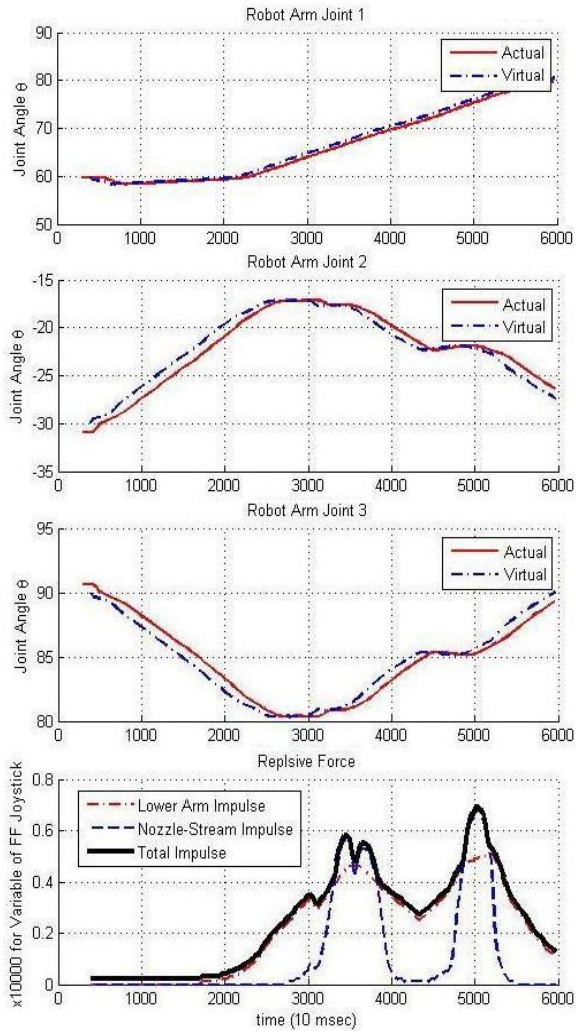 Robot Arm Joint 1
90
80
70
60
50
Joint Angle θ
Actual
Virtual
0 1000 2000 3000 4000 5000 6000
Robot Arm Joint 2
-15
-20
-25
-30
-35
Joint Angle θ
Actual
Virtual
0 1000 2000 3000 4000 5000 6000
Robot Arm Joint 3
95
90
85
80
Joint Angle θ
Actual
Virtual
0 1000 2000 3000 4000 5000 6000
Replsive Force
0.8
0.6
0.4
0.2
0
x10000 for Variable of FF Joystick
Lower Arm Impulse
Nozzle-Stream Impulse
Total Impulse
0 1000 2000 3000 4000 5000 6000
time (10 msec)